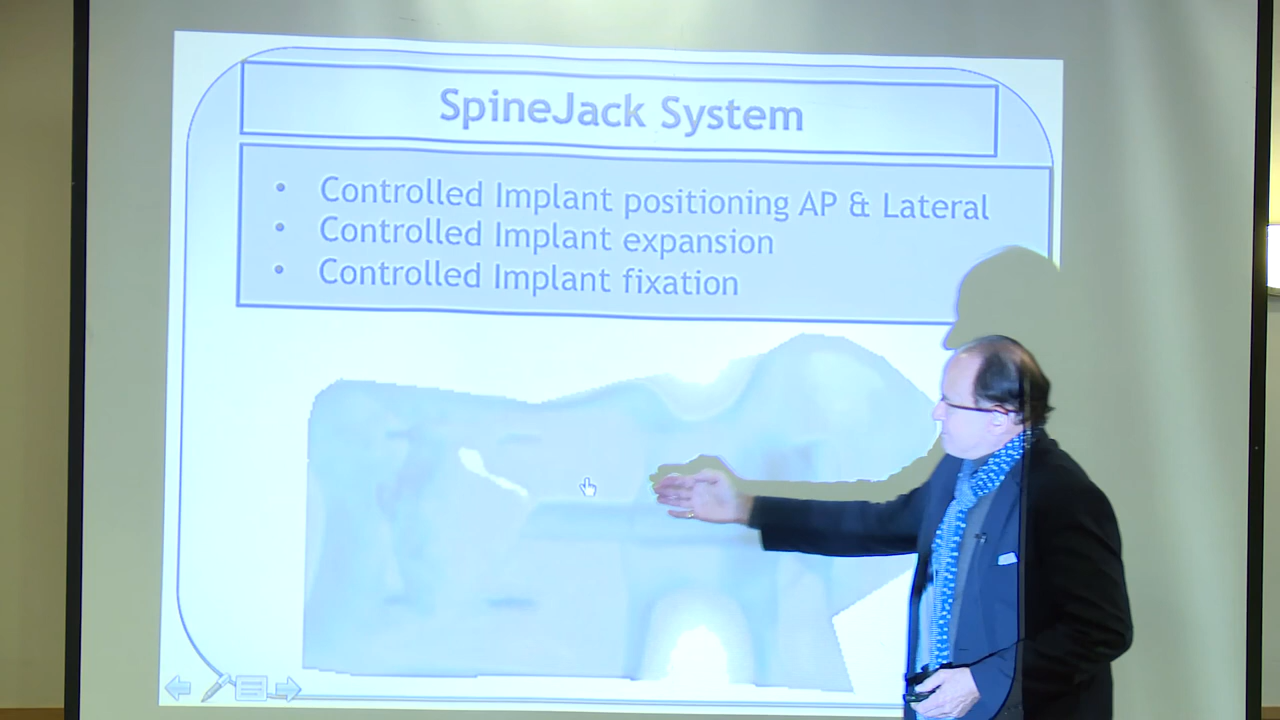 SpineJack System
• Controlled Implant positioning AP & Lateral
• Controlled Implant expansion
• Controlled Implant fixation